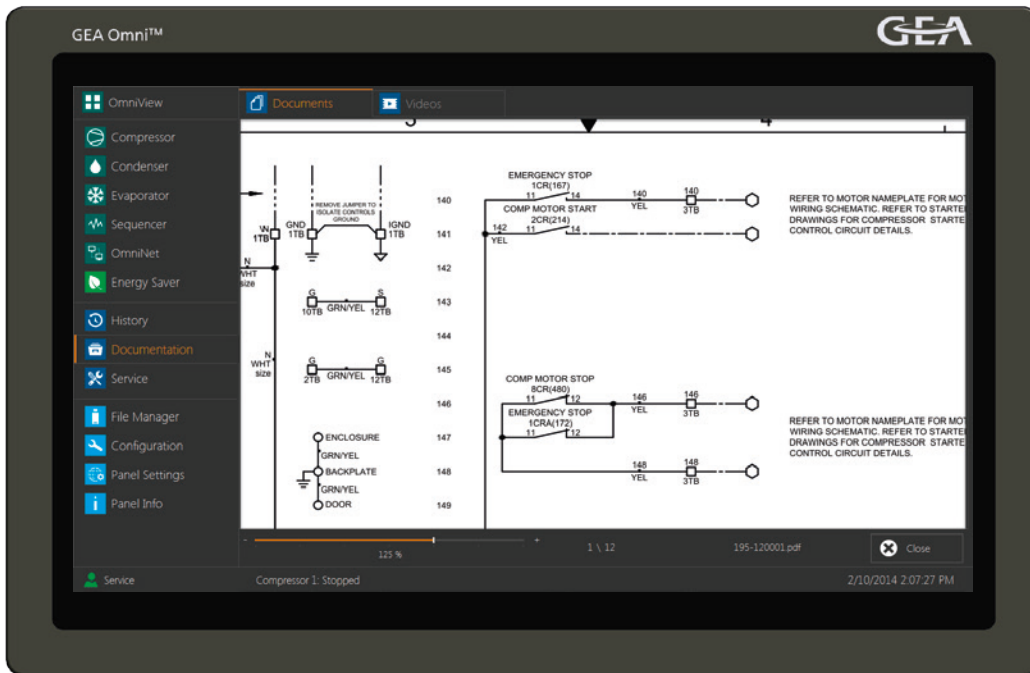 GEA Omni™
GEA
OmniView
Compressor
Condenser
Evaporator
Sequencer
OmniNet
Energy Saver
History
Documentation
Service
File Manager
Configuration
Panel Settings
Panel Info
Documents
Videos
4
REMOVE JUMPER TO
ISOLATE CONTROLS
GROUND
GND
1TB
IGND
1TB
1TB
N
WHT
size
G
10TB
GRN/YEL
S
12TB
N
WHT
size
G
2TB
GRN/YEL
G
12TB
ENCLOSURE
GRN/YEL
BACKPLATE
GRN/YEL
DOOR
140
141
142
143
144
145
146
147
148
149
EMERGENCY STOP
1CR(167)
11 14
140
YEL
140
3TB
COMP MOTOR START
2CR(214)
142
YEL
11 14
COMP MOTOR STOP
8CR(480)
11 12
146
YEL
146
3TB
EMERGENCY STOP
1CRA(172)
11 12
148
YEL
148
3TB
REFER TO MOTOR NAMEPLATE FOR MOT
WIRING SCHEMATIC. REFER TO STARTE
DRAWINGS FOR COMPRESSOR STARTE
CONTROL CIRCUIT DETAILS.
REFER TO MOTOR NAMEPLATE FOR MOT
WIRING SCHEMATIC. REFER TO STARTE
DRAWINGS FOR COMPRESSOR STARTE
CONTROL CIRCUIT DETAILS.
- +
125 %
1 \ 12
195-120001.pdf
Close
Service
Compressor 1: Stopped
2/10/2014 2:07:27 PM